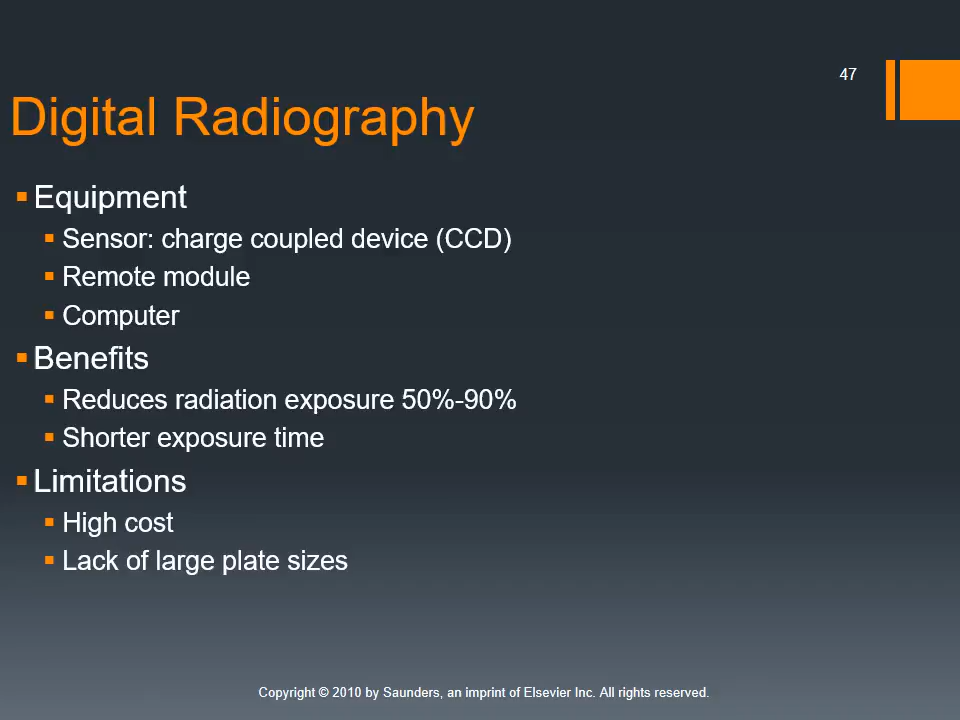 47
Digital Radiography
Equipment
Sensor: charge coupled device (CCD)
Remote module
Computer
Benefits
Reduces radiation exposure 50%-90%
Shorter exposure time
Limitations
High cost
Lack of large plate sizes
Copyright © 2010 by Saunders, an imprint of Elsevier Inc. All rights reserved.